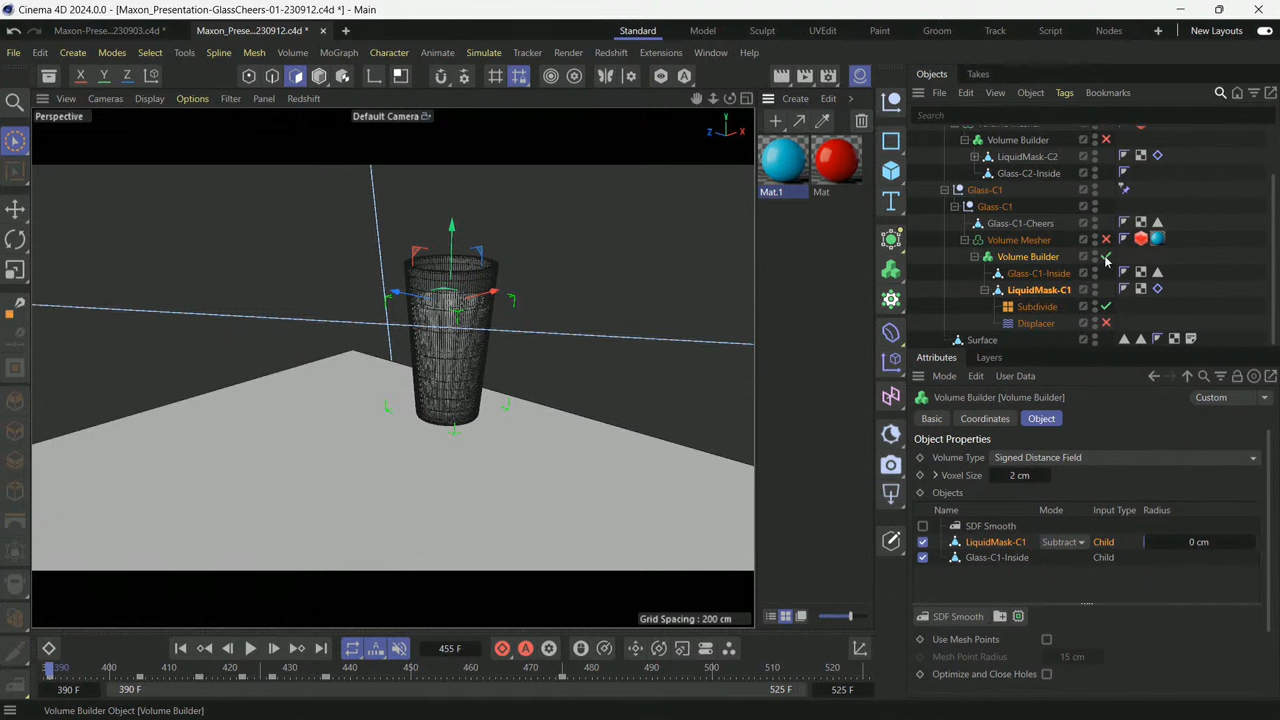 Cinema 4D 2024.0.0 - [Maxon_Presentation-GlassCheers-01-230912.c4d *] - Main
Maxon-Prese...230903.c4d * Maxon_Prese...230912.c4d * Standard Model Sculpt UVEdit Paint Groom Track Script Nodes New Layouts
File Edit Create Modes Select Tools Spline Mesh Volume MoGraph Character Animate Simulate Tracker Render Redshift Extensions Window Help
Objects Takes
File Edit View Object Tags Bookmarks
View Cameras Display Options Filter Panel Redshift
Create Edit
Perspective
Default Camera
Y
Z X
Mat.1 Mat
Search
Volume Builder
LiquidMask-C2
Glass-C2-Inside
Glass-C1
Glass-C1
Glass-C1-Cheers
Volume Mesher
Volume Builder
Glass-C1-Inside
LiquidMask-C1
Subdivide
Displacer
Surface
Attributes Layers
Mode Edit User Data
Volume Builder [Volume Builder] Custom
Basic Coordinates Object
Object Properties
Volume Type Signed Distance Field
Voxel Size 2 cm
Objects
Name Mode Input Type Radius
SDF Smooth
LiquidMask-C1 Subtract Child 0 cm
Glass-C1-Inside Child
SDF Smooth
Use Mesh Points
Mesh Point Radius 15 cm
Optimize and Close Holes
Grid Spacing : 200 cm
455 F
390 400 410 420 430 440 450 460 470 480 490 500 510 520
390 F 390 F 525 F 525 F
Volume Builder Object [Volume Builder]